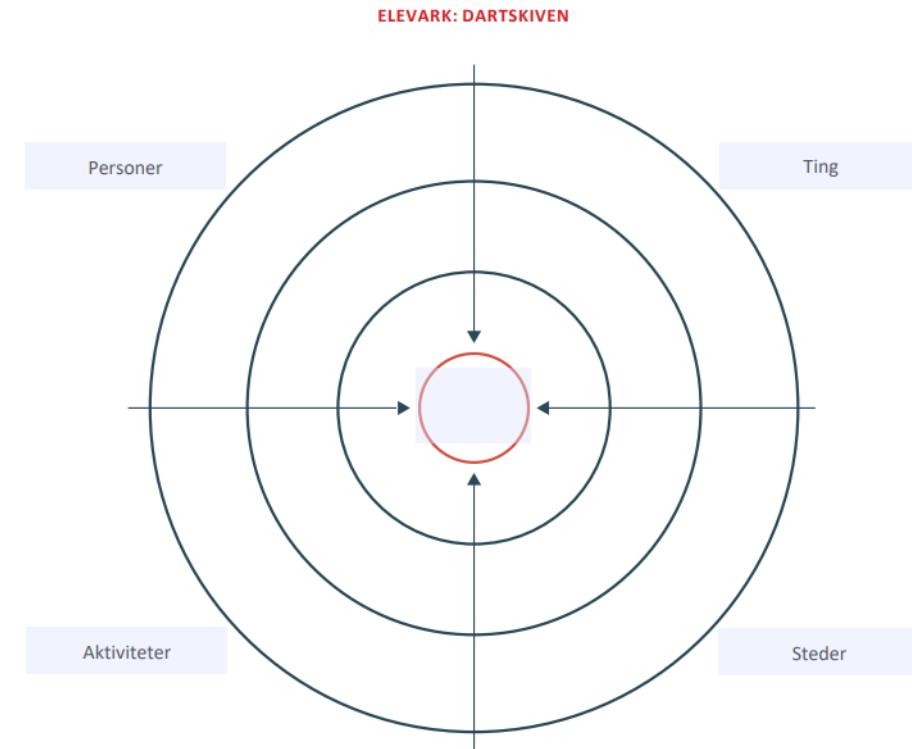 ELEVARK: DARTSKIVEN
Personer
Ting
Aktiviteter
Steder